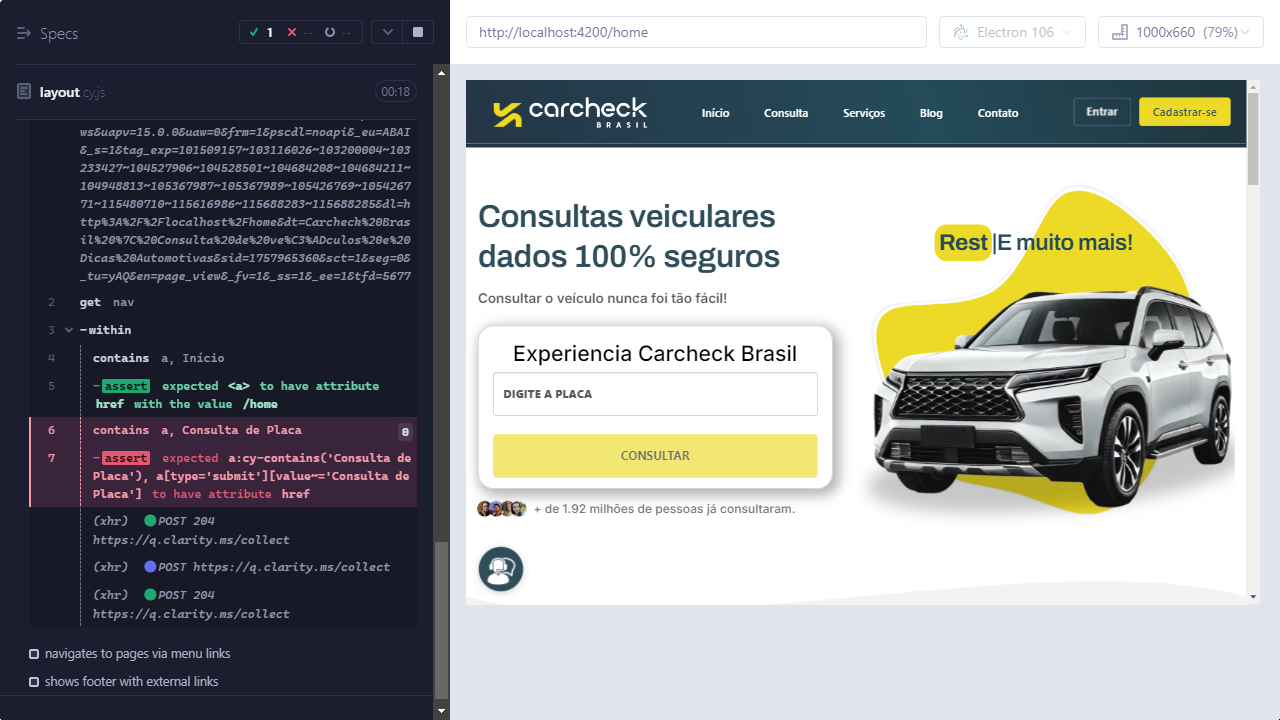 Specs
1
--
--
http://localhost:4200/home
Electron 106
1000x660 (79%)
layout cy.js
00:18
ws&uapv=15.0.0&uaw=0&frm=1&pscdl=noapi&_eu=ABAI
&_s=1&tag_exp=101509157~103116026~103200004~103
233427~104527906~104528501~104684208~104684211~
104948813~105367987~105367989~105426769~1054267
71~115480710~115616986~115688283~115688285&dl=h
ttp%3A%2F%2Flocalhost%2Fhome&dt=Carcheck%20Bras
il%20%7C%20Consulta%20de%20ve%C3%ADculos%20e%20
Dicas%20Automotivas&sid=1757965560&sct=1&seg=0&
_tu=yAQ&en=page_view&_fv=1&_ss=1&_ee=1&tfd=5677
2 get nav
3 -within
4 contains a, Início
5 -assert expected <a> to have attribute
href with the value /home
6 contains a, Consulta de Placa 0
7 -assert expected a:cy-contains('Consulta de
Placa'), a[type='submit'][value~='Consulta de
Placa'] to have attribute href
(xhr) POST 204
https://q.clarity.ms/collect
(xhr) POST https://q.clarity.ms/collect
(xhr) POST 204
https://q.clarity.ms/collect
navigates to pages via menu links
shows footer with external links
carcheck
BRASIL
Início
Consulta
Serviços
Blog
Contato
Entrar
Cadastrar-se
Consultas veiculares
dados 100% seguros
Rest|E muito mais!
Consultar o veículo nunca foi tão fácil!
Experiencia Carcheck Brasil
DIGITE A PLACA
CONSULTAR
+ de 1.92 milhões de pessoas já consultaram.